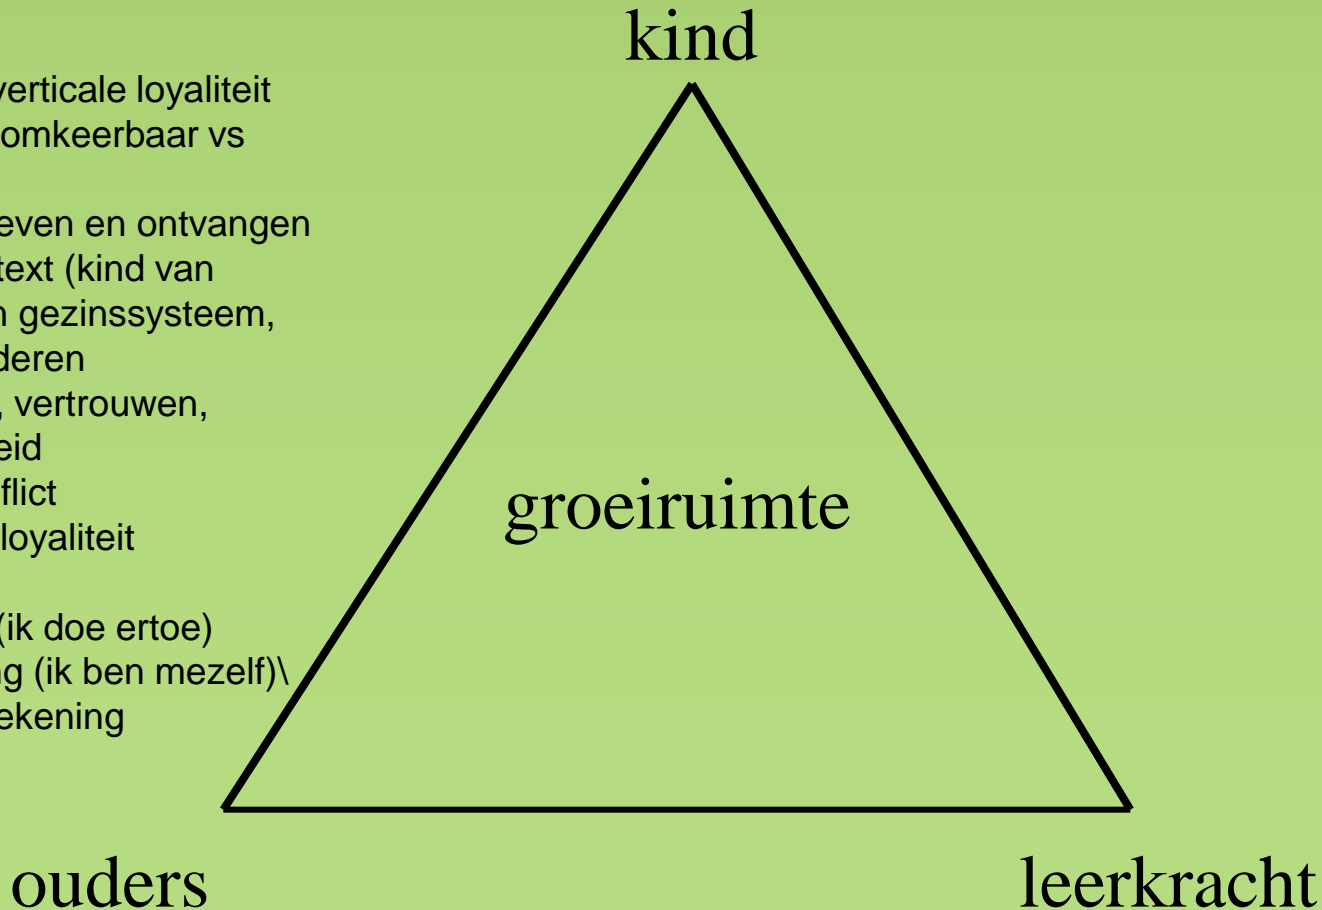 kind
verticale loyaliteit
omkeerbaar vs
even en ontvangen
text (kind van
n gezinssysteem,
deren
, vertrouwen,
eid
flict
loyaliteit
groeiruimte
(ik doe ertoe)
ng (ik ben mezelf)\
ekening
ouders
leerkracht